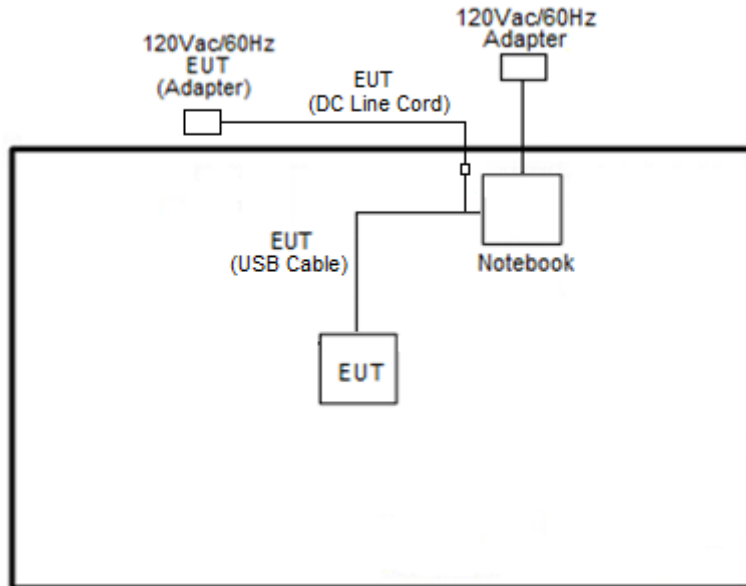 120Vac/60Hz
EUT
(Adapter)
EUT
(DC Line Cord)
120Vac/60Hz
Adapter
EUT
(USB Cable)
Notebook
EUT